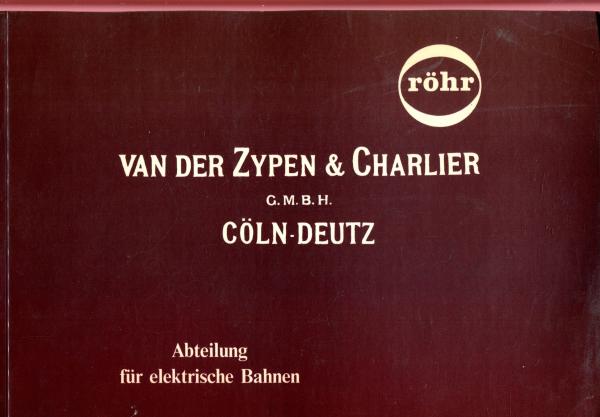 röhr
VAN DER ZYPEN & CHARLIER
G.M.B.H.
CÖLN-DEUTZ
Abteilung
für elektrische Bahnen